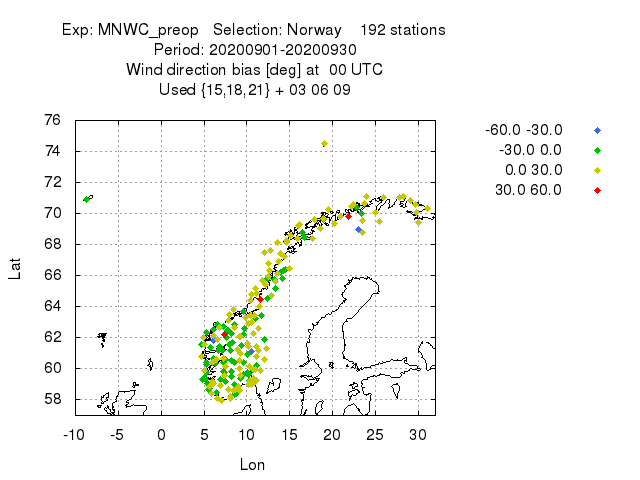 Exp: MNWC_preop   Selection: Norway    192 stations
Period: 20200901-20200930
Wind direction bias [deg] at  00 UTC
Used {15,18,21} + 03 06 09
-60.0 -30.0
-30.0 0.0
0.0 30.0
30.0 60.0
Lat
76
74
72
70
68
66
64
62
60
58
-10 -5 0 5 10 15 20 25 30
Lon